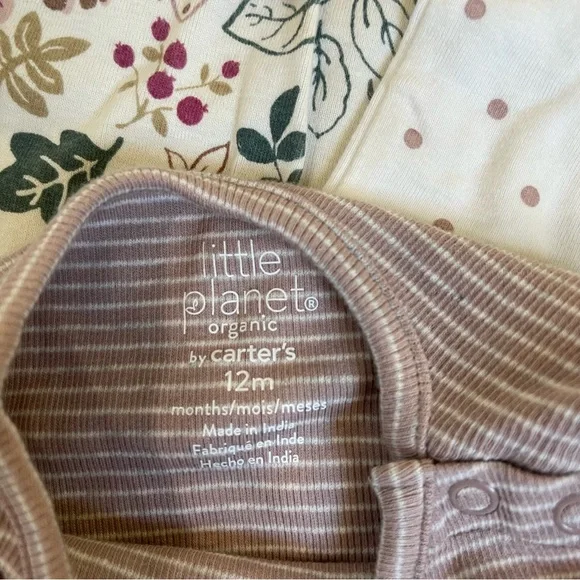 little
planet®
organic
by carter's
12m
months/mois/meses
Made in India
Fabriqué en Inde
Hecho en India